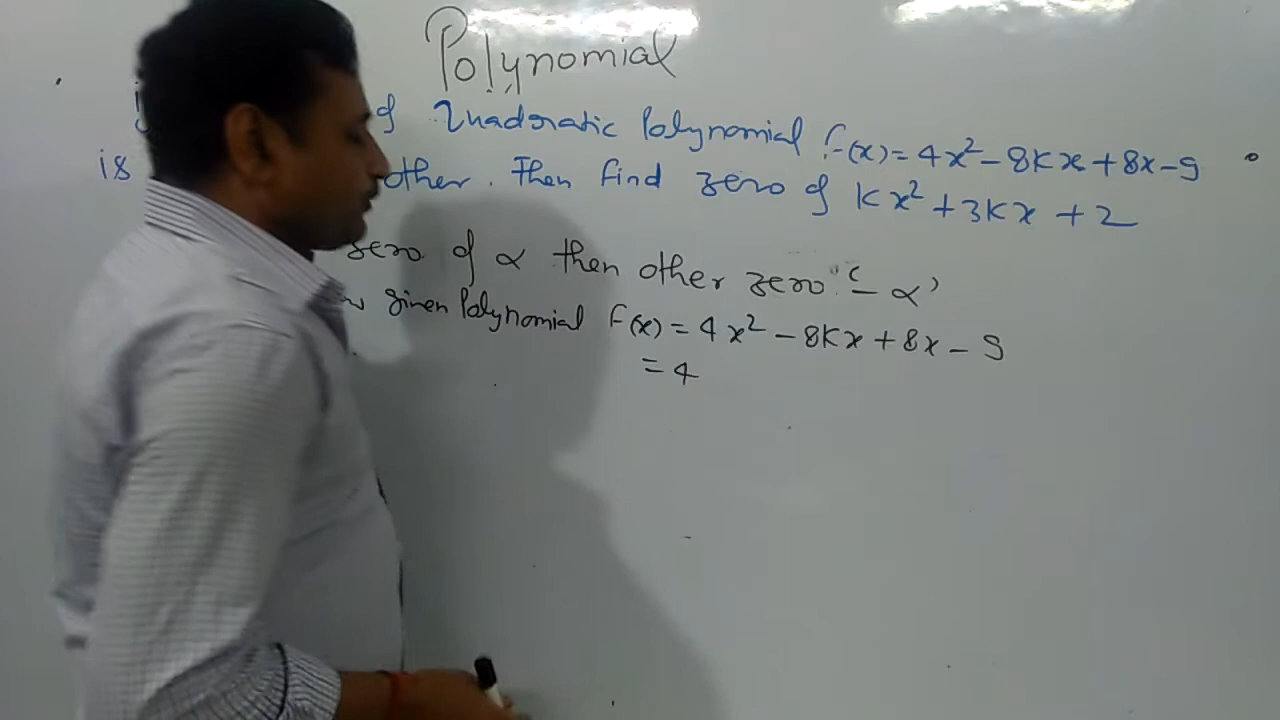 Polynomial
of Quadratic Polynomial f(x)=4x²-8kx+8x-9
is other. Then find zero of kx²+3kx+2
zero of α then other zero "(-α)
given Polynomial f(x)=4x²-8kx+8x-9
=4